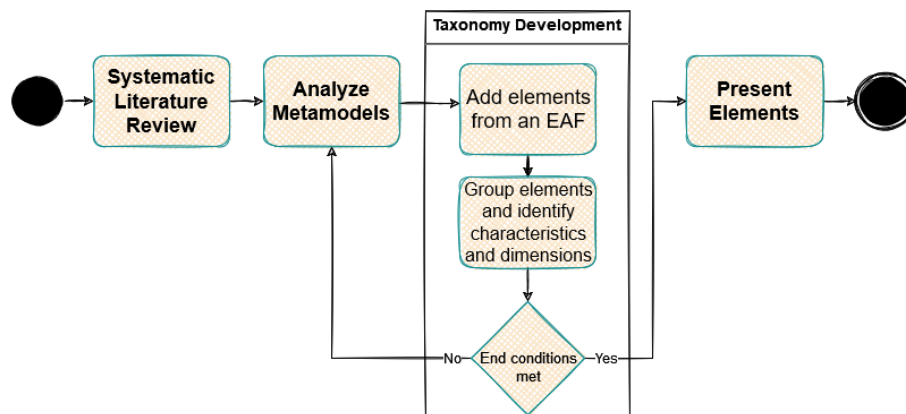 Taxonomy Development
Systematic
Literature
Review
Analyze
Metamodels
Add elements
from an EAF
Present
Elements
Group elements
and identify
characteristics
and dimensions
No
End conditions
met
Yes